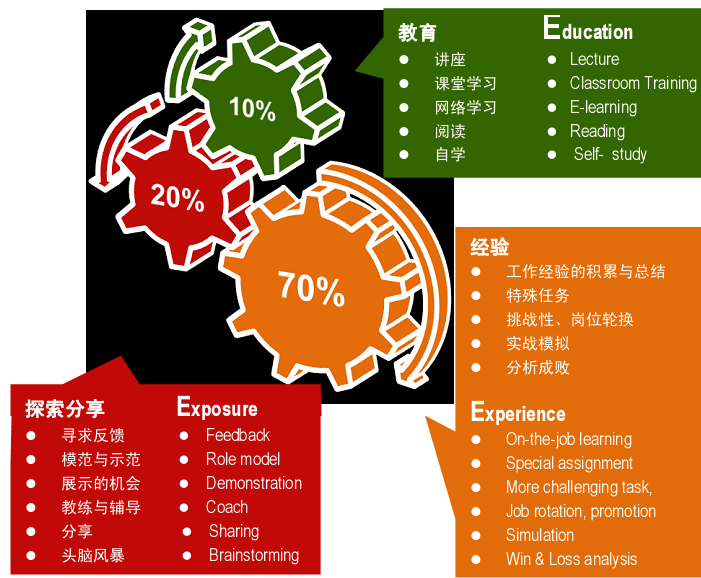 10%
20%
70%
教育
讲座
课堂学习
网络学习
阅读
自学
Education
Lecture
Classroom Training
E-learning
Reading
Self- study
经验
工作经验的积累与总结
特殊任务
挑战性、岗位轮换
实战模拟
分析成败
Experience
On-the-job learning
Special assignment
More challenging task,
Job rotation, promotion
Simulation
Win & Loss analysis
探索分享
寻求反馈
模范与示范
展示的机会
教练与辅导
分享
头脑风暴
Exposure
Feedback
Role model
Demonstration
Coach
Sharing
Brainstorming